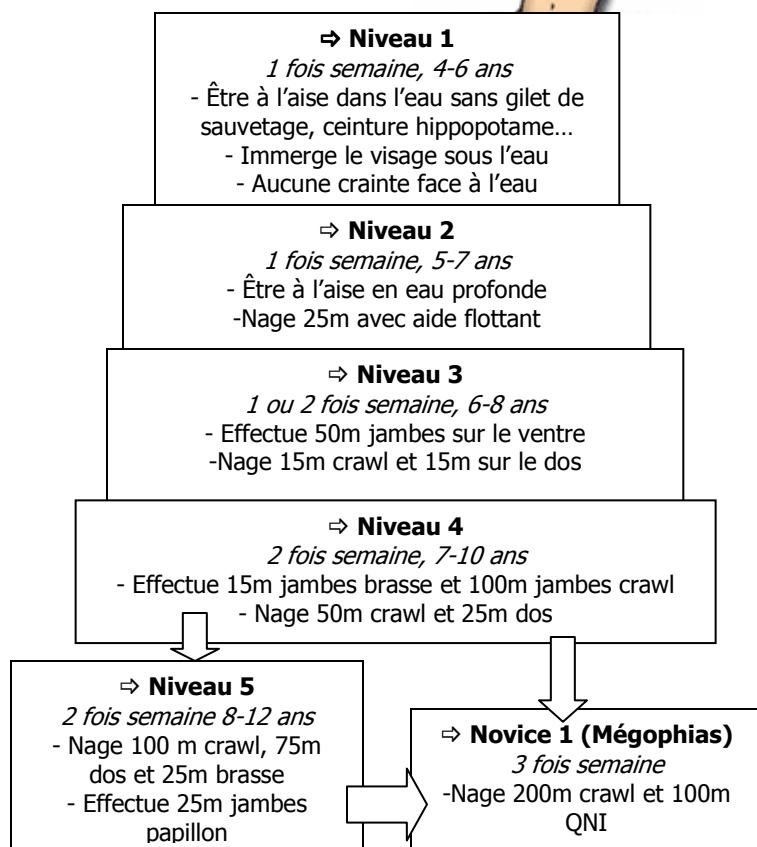 ⇨ Niveau 1
1 fois semaine, 4-6 ans
- Être à l’aise dans l’eau sans gilet de
sauvetage, ceinture hippopotame…
- Immerge le visage sous l’eau
- Aucune crainte face à l’eau
⇨ Niveau 2
1 fois semaine, 5-7 ans
- Être à l’aise en eau profonde
-Nage 25m avec aide flottant
⇨ Niveau 3
1 ou 2 fois semaine, 6-8 ans
- Effectue 50m jambes sur le ventre
-Nage 15m crawl et 15m sur le dos
⇨ Niveau 4
2 fois semaine, 7-10 ans
- Effectue 15m jambes brasse et 100m jambes crawl
- Nage 50m crawl et 25m dos
⇨ Niveau 5
2 fois semaine 8-12 ans
- Nage 100 m crawl, 75m
dos et 25m brasse
- Effectue 25m jambes
papillon
⇨ Novice 1 (Mégophias)
3 fois semaine
-Nage 200m crawl et 100m
QNI